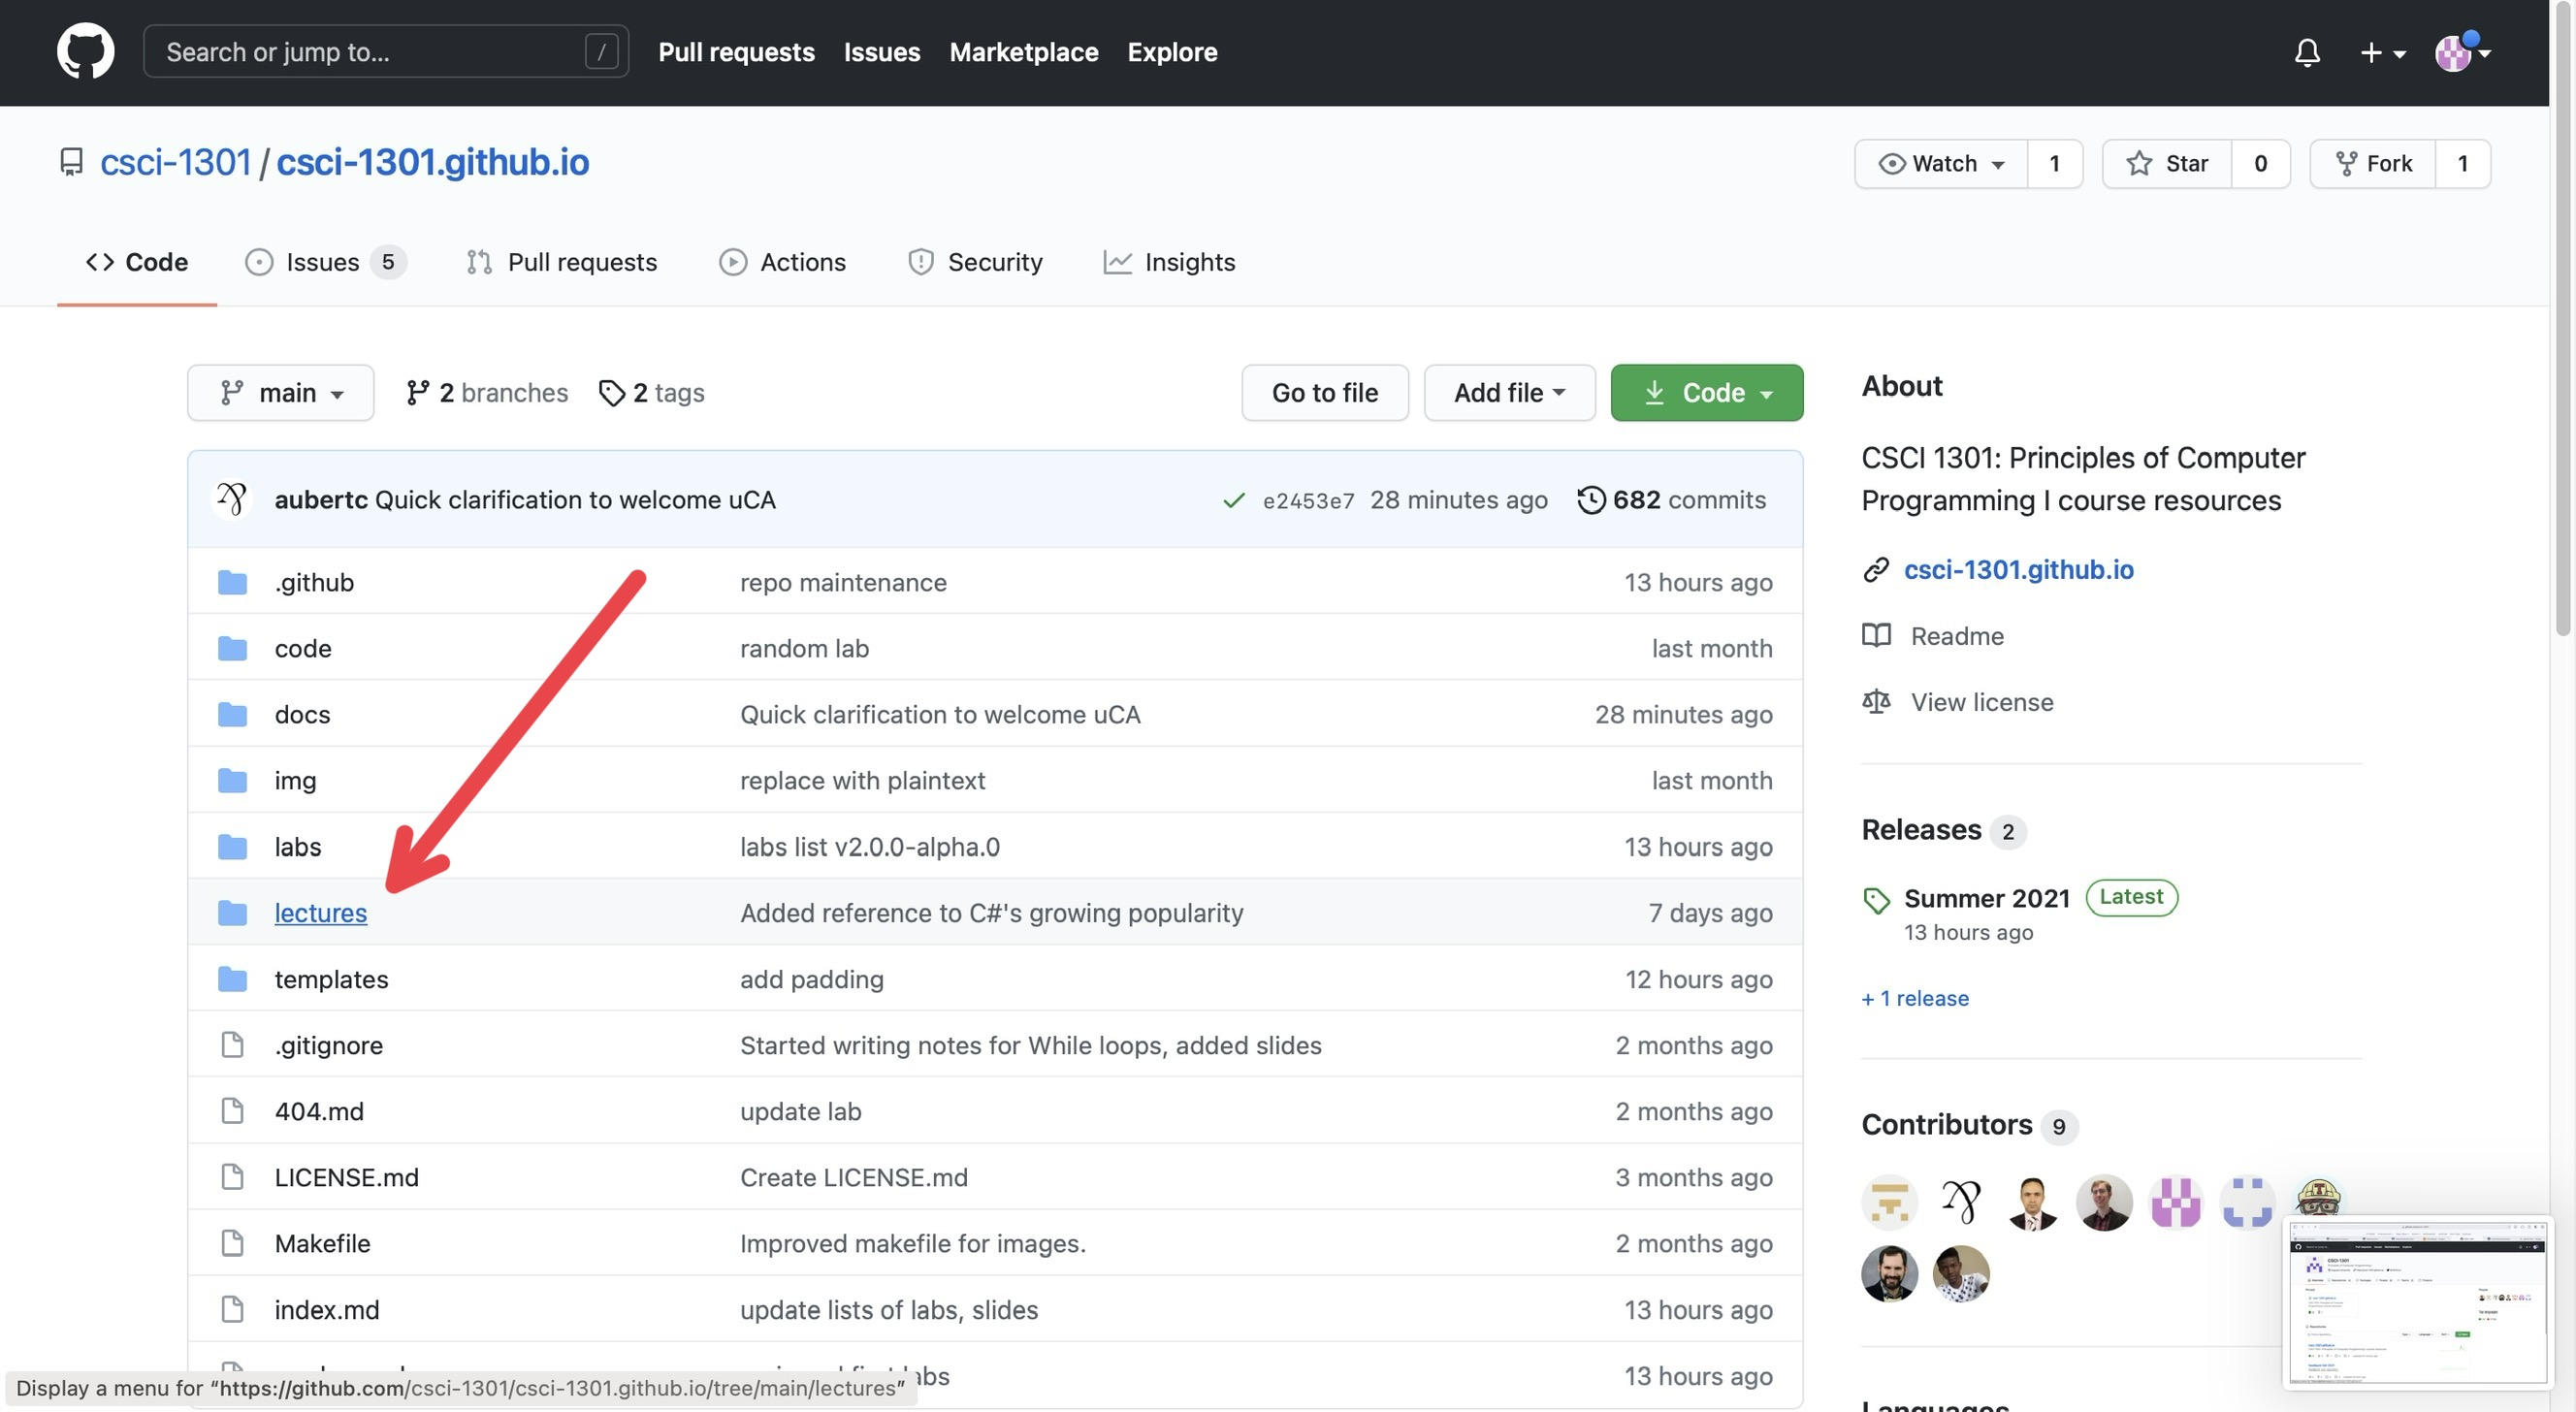 Search or jump to... / Pull requests Issues Marketplace Explore
csci-1301 / csci-1301.github.io Watch 1 Star 0 Fork 1
Code Issues 5 Pull requests Actions Security Insights
main 2 branches 2 tags Go to file Add file Code
About
CSCI 1301: Principles of Computer
Programming I course resources
csci-1301.github.io
Readme
View license
aubertc Quick clarification to welcome uCA e2453e7 28 minutes ago 682 commits
.github repo maintenance 13 hours ago
code random lab last month
docs Quick clarification to welcome uCA 28 minutes ago
img replace with plaintext last month
labs labs list v2.0.0-alpha.0 13 hours ago
lectures Added reference to C#'s growing popularity 7 days ago
templates add padding 12 hours ago
.gitignore Started writing notes for While loops, added slides 2 months ago
404.md update lab 2 months ago
LICENSE.md Create LICENSE.md 3 months ago
Makefile Improved makefile for images. 2 months ago
index.md update lists of labs, slides 13 hours ago
13 hours ago
Releases 2
Summer 2021 Latest
13 hours ago
+ 1 release
Contributors 9
Languages
Display a menu for “https://github.com/csci-1301/csci-1301.github.io/tree/main/lectures”